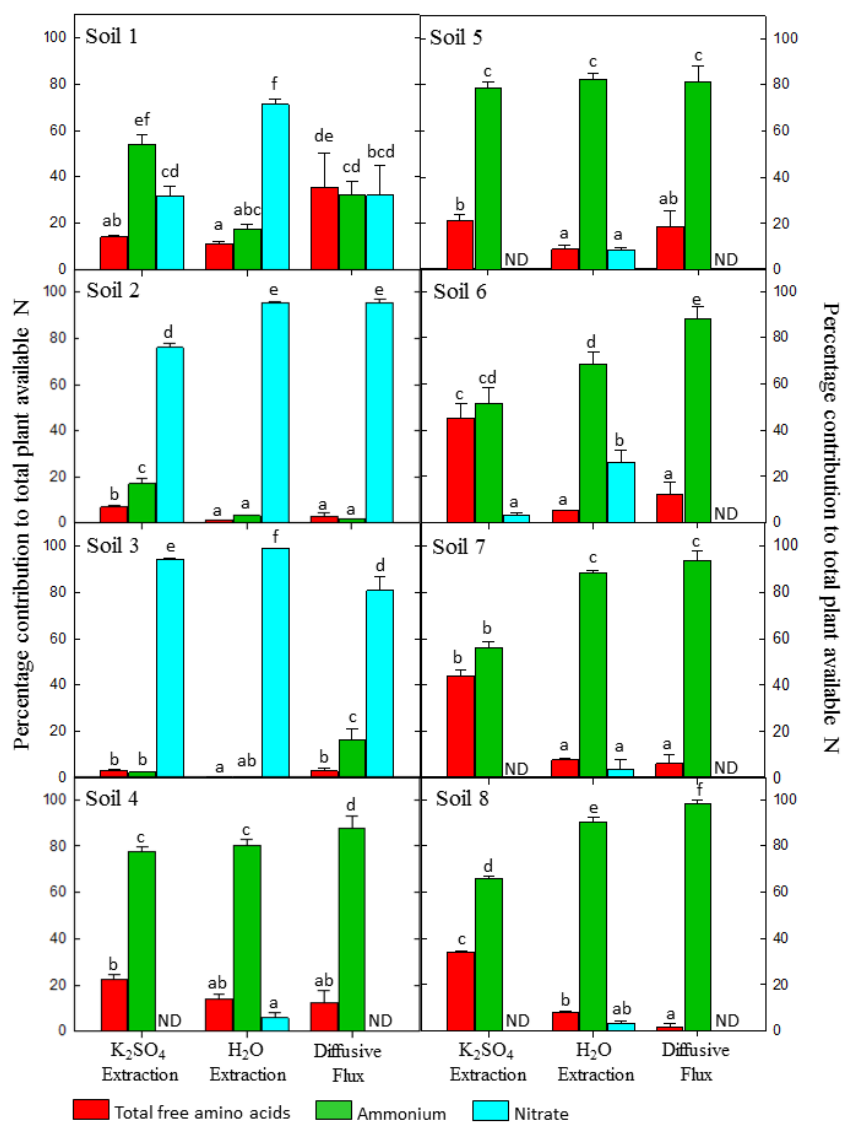 Percentage contribution to total plant available N
Soil 1
100
80
60
40
20
0
ab
ef
cd
a
abc
f
de
cd
bcd
Soil 2
100
80
60
40
20
0
b
c
d
a
a
e
a
a
e
Soil 3
100
80
60
40
20
0
b
b
e
a
ab
f
b
c
d
Soil 4
100
80
60
40
20
0
b
c
ND
ab
c
a
ab
d
ND
K2SO4
Extraction
H2O
Extraction
Diffusive
Flux
Soil 5
100
80
60
40
20
0
b
c
ND
a
c
a
ab
c
ND
Soil 6
100
80
60
40
20
0
c
cd
a
a
d
b
a
e
ND
Soil 7
100
80
60
40
20
0
b
b
ND
a
c
a
a
c
ND
Soil 8
100
80
60
40
20
0
c
d
ND
b
e
ab
a
f
ND
K2SO4
Extraction
H2O
Extraction
Diffusive
Flux
Percentage contribution to total plant available N
Total free amino acids
Ammonium
Nitrate